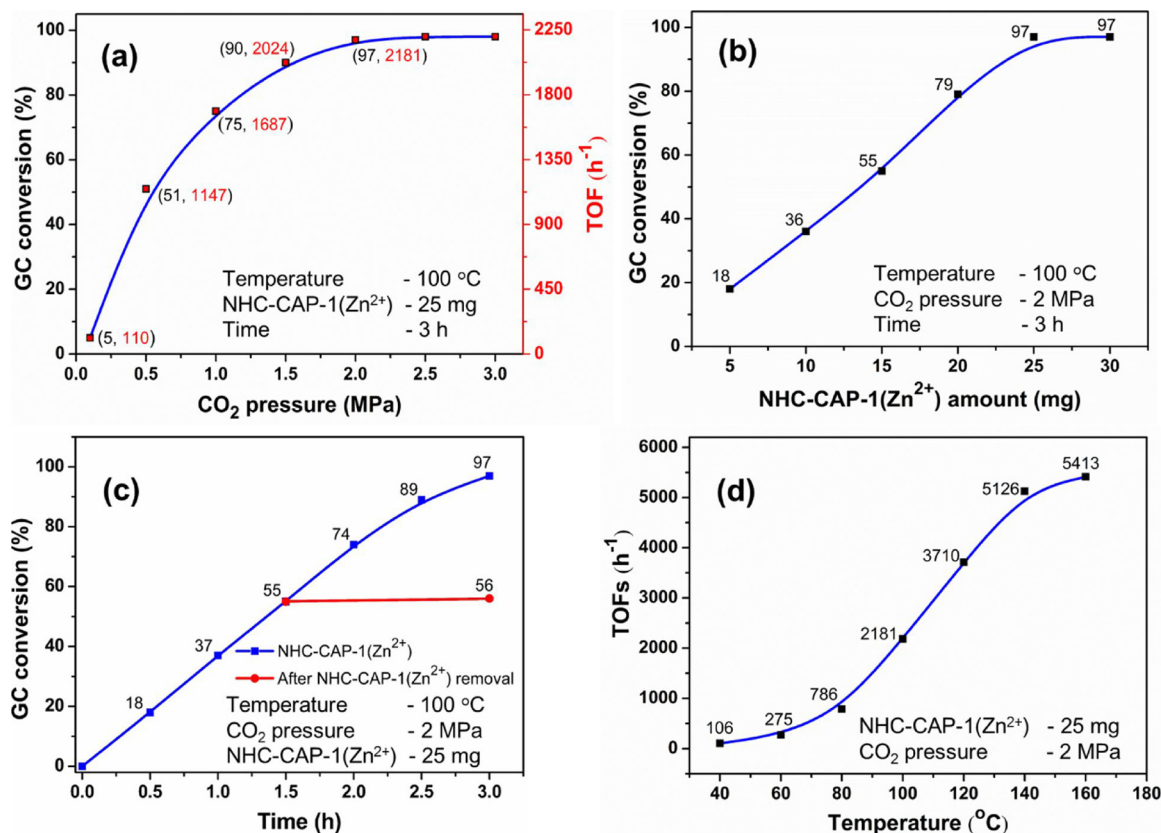 (a)
GC conversion (%)
100
80
60
40
20
0
(90, 2024)
(97, 2181)
(75, 1687)
(51, 1147)
(5, 110)
Temperature - 100 °C
NHC-CAP-1(Zn²⁺) - 25 mg
Time - 3 h
2250
1800
1350
900
450
0
TOF (h⁻¹)
0.0 0.5 1.0 1.5 2.0 2.5 3.0
CO₂ pressure (MPa)
(b)
GC conversion (%)
100
80
60
40
20
0
97 97
79
55
36
18
Temperature - 100 °C
CO₂ pressure - 2 MPa
Time - 3 h
5 10 15 20 25 30
NHC-CAP-1(Zn²⁺) amount (mg)
(c)
GC conversion (%)
100
80
60
40
20
0
97
89
74
55 56
37
18
NHC-CAP-1(Zn²⁺)
After NHC-CAP-1(Zn²⁺) removal
Temperature - 100 °C
CO₂ pressure - 2 MPa
NHC-CAP-1(Zn²⁺) - 25 mg
0.0 0.5 1.0 1.5 2.0 2.5 3.0
Time (h)
(d)
TOFs (h⁻¹)
6000
5000
4000
3000
2000
1000
0
5413
5126
3710
2181
786
275
106
NHC-CAP-1(Zn²⁺) - 25 mg
CO₂ pressure - 2 MPa
40 60 80 100 120 140 160 180
Temperature (°C)